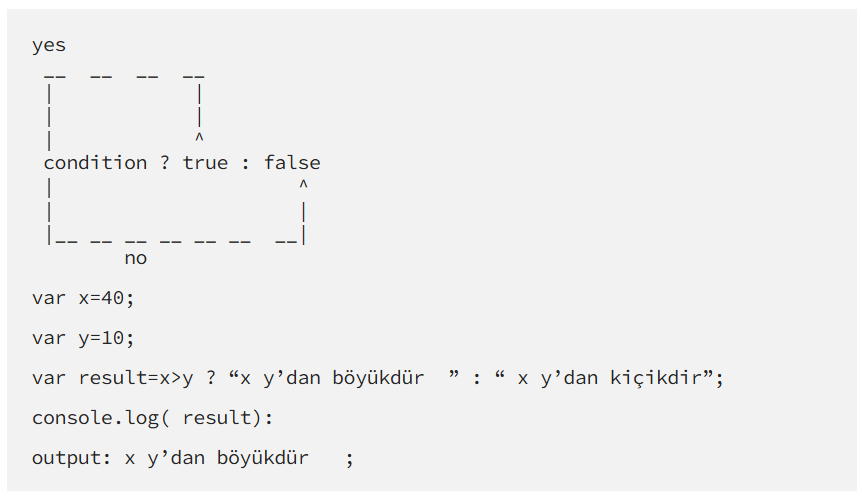 yes
 __  __  __  __
|            |
|            |
|            ^
condition ? true : false
|                     ^
|                     |
|__ __ __ __ __ __  __|
        no
var x=40;
var y=10;
var result=x>y ? “x y’dan böyükdür  ” : “ x y’dan kiçikdir”;
console.log( result):
output: x y’dan böyükdür   ;